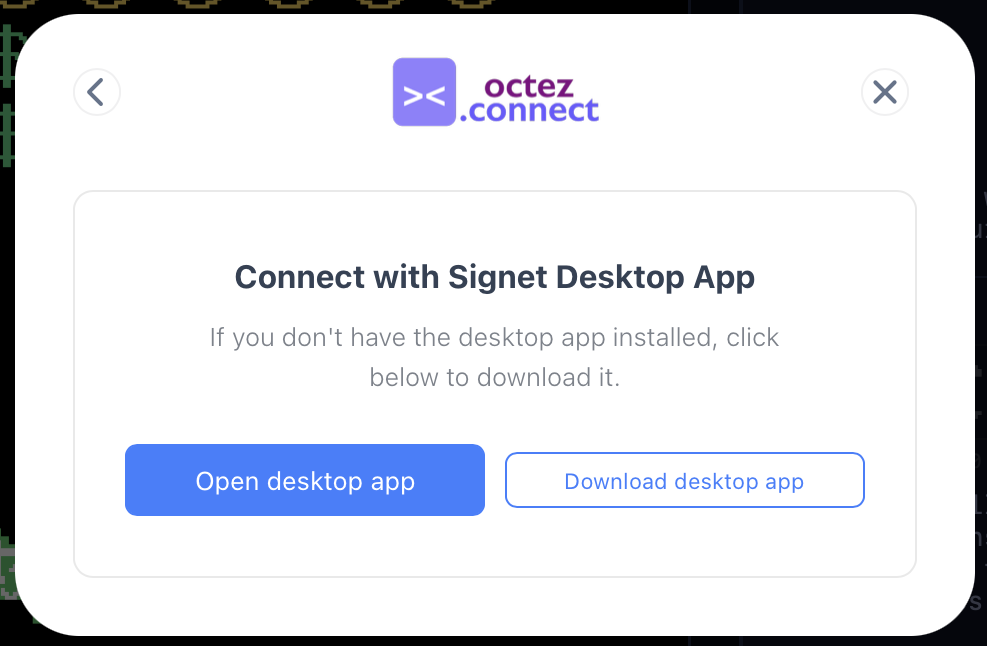 octez
.connect
Connect with Signet Desktop App
If you don't have the desktop app installed, click
below to download it.
Open desktop app
Download desktop app